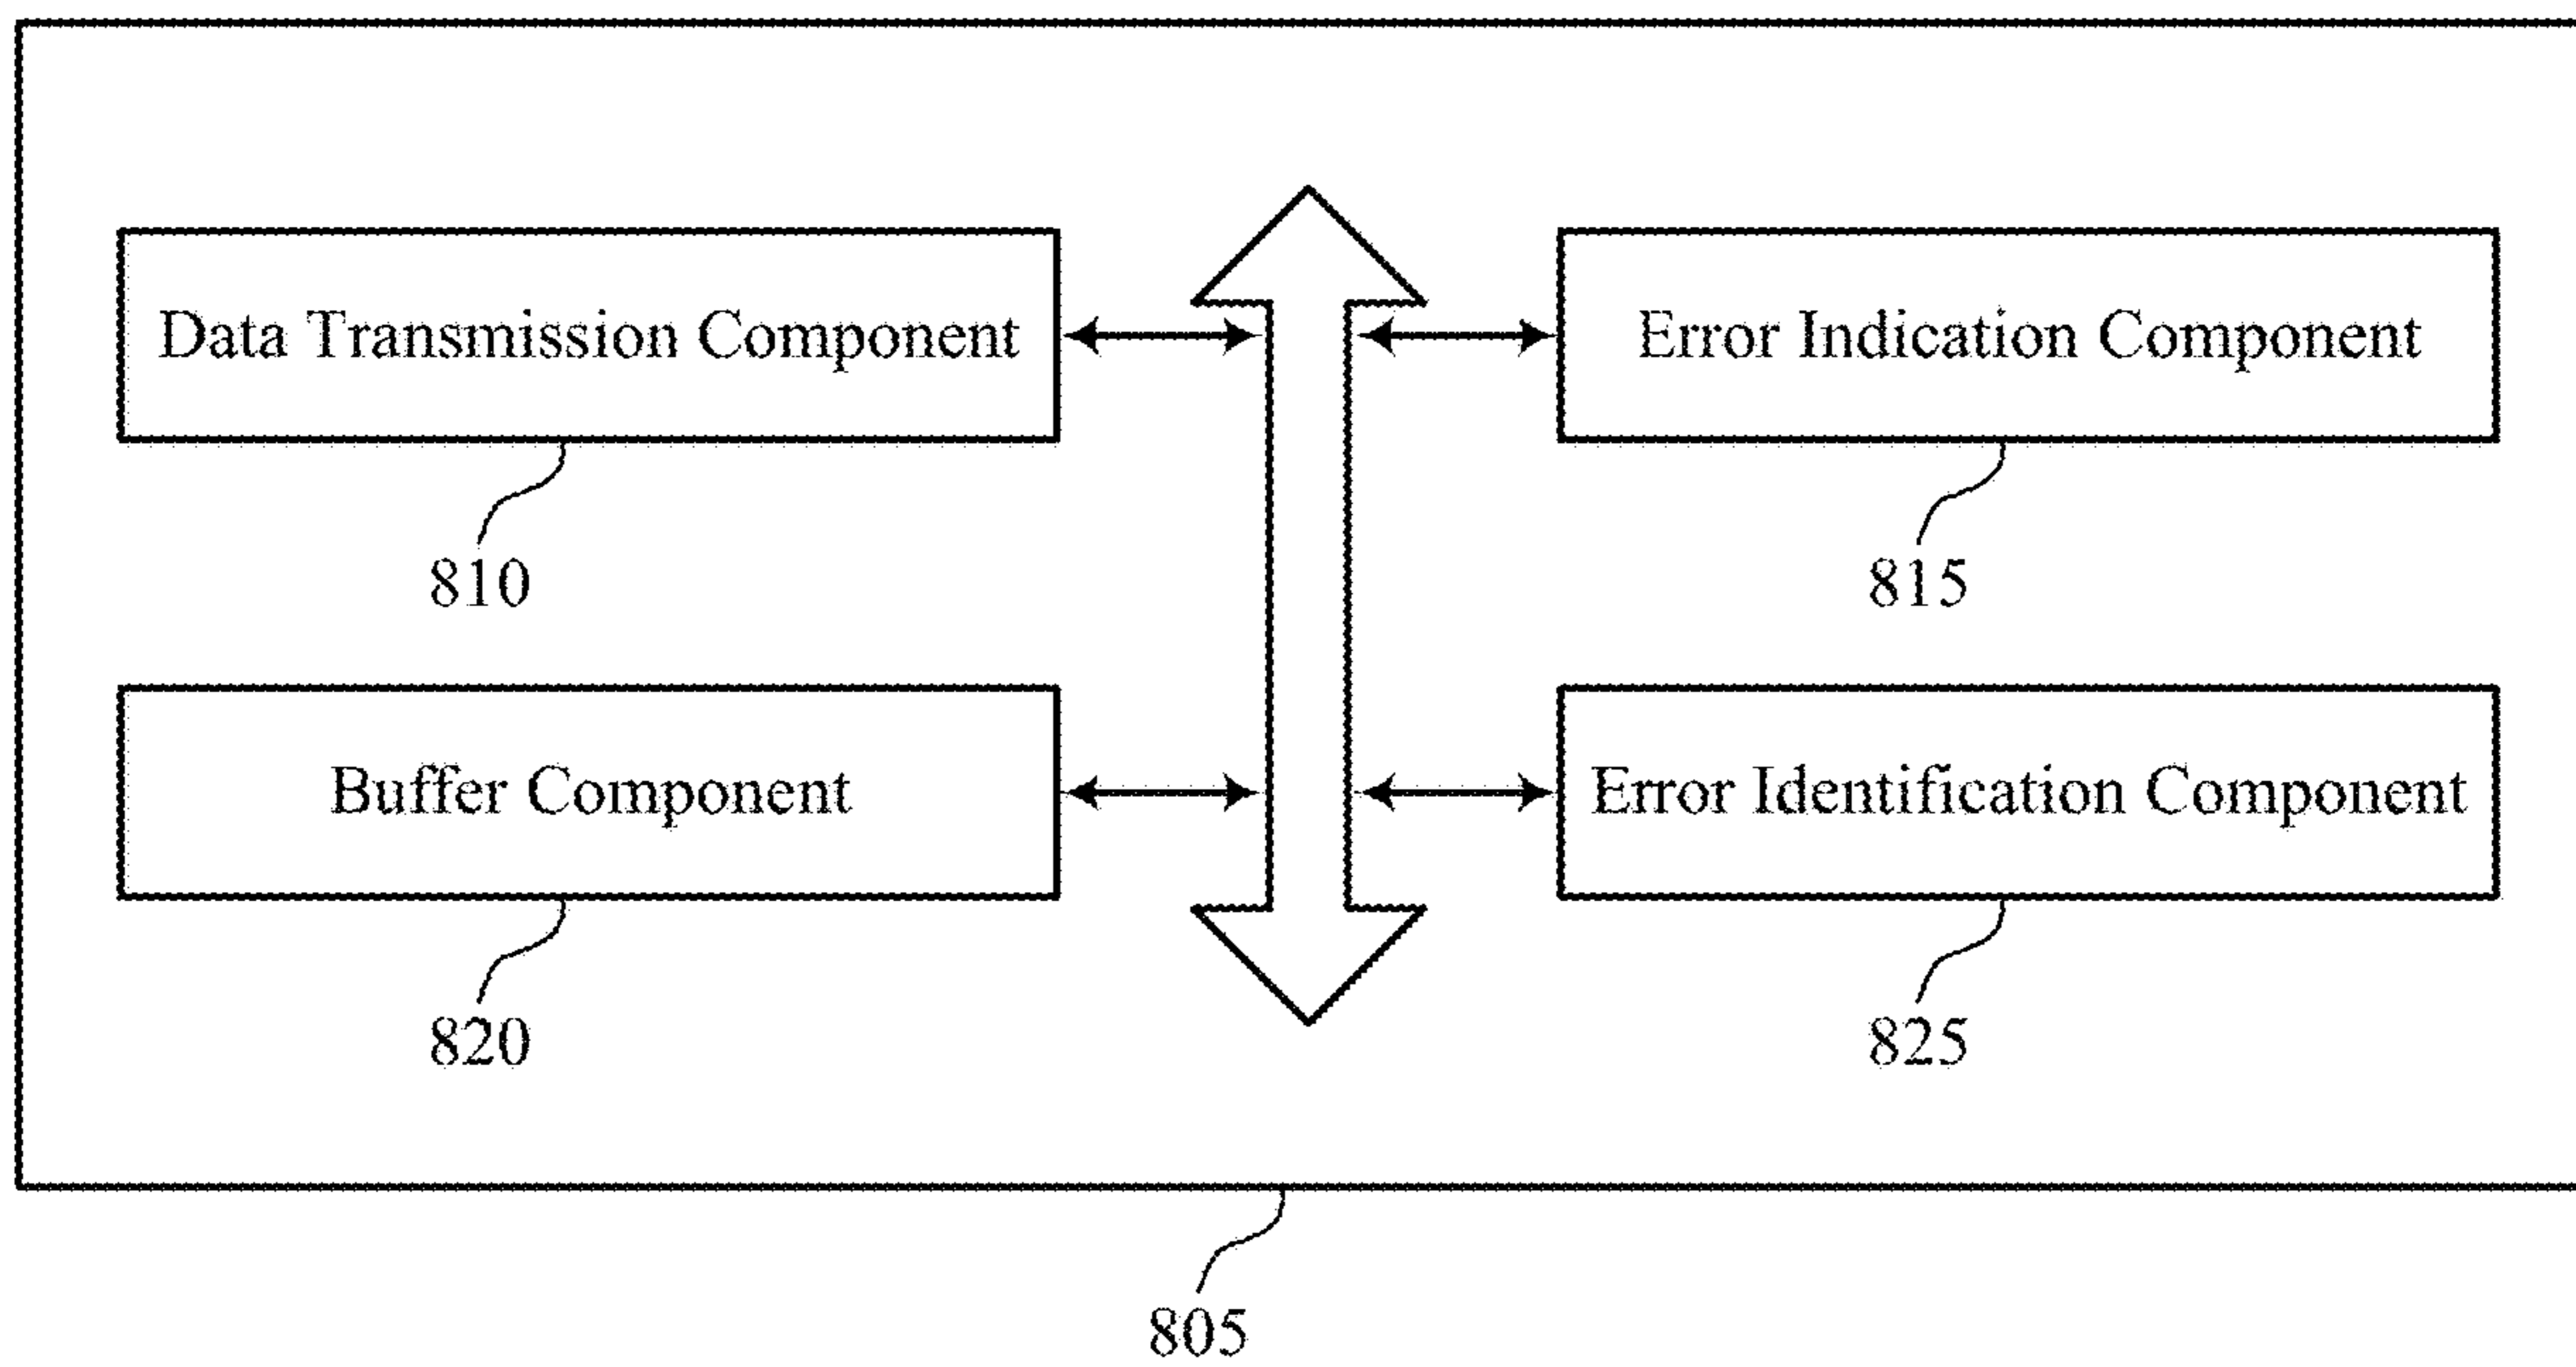 Data Transmission Component
Error Indication Component
810
815
Buffer Component
Error Identification Component
820
825
805